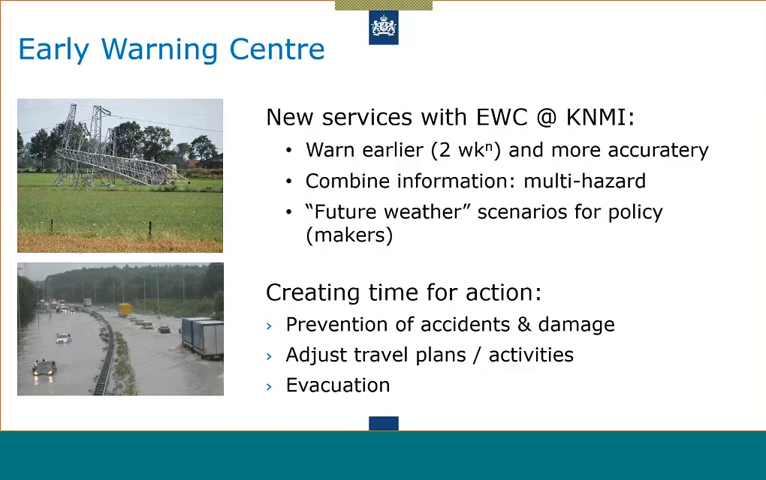 Early Warning Centre
New services with EWC @ KNMI:
• Warn earlier (2 wkⁿ) and more accuratery
• Combine information: multi-hazard
• “Future weather” scenarios for policy
(makers)
Creating time for action:
› Prevention of accidents & damage
› Adjust travel plans / activities
› Evacuation